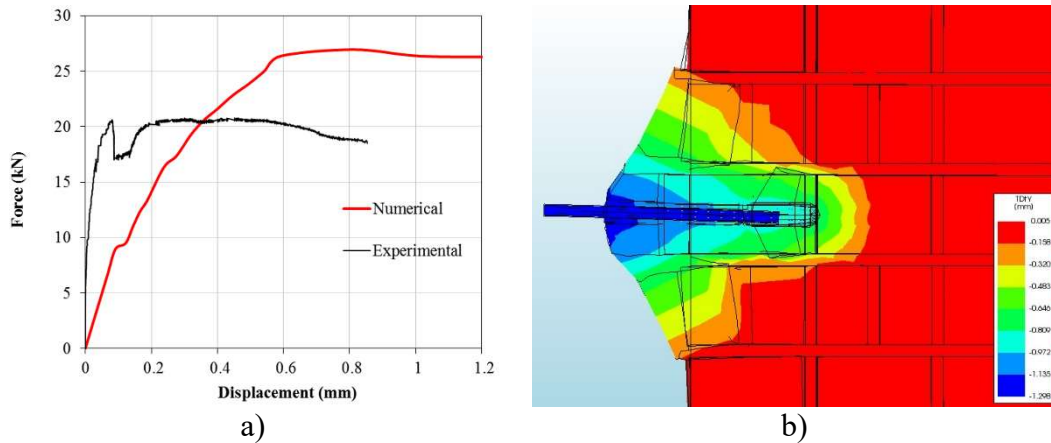 30
25
20
15
10
5
0
Force (kN)
Numerical
Experimental
0 0.2 0.4 0.6 0.8 1 1.2
Displacement (mm)
a)
TDtY
(mm)
0.005
-0.156
-0.320
-0.483
-0.646
-0.809
-0.972
-1.135
-1.298
b)